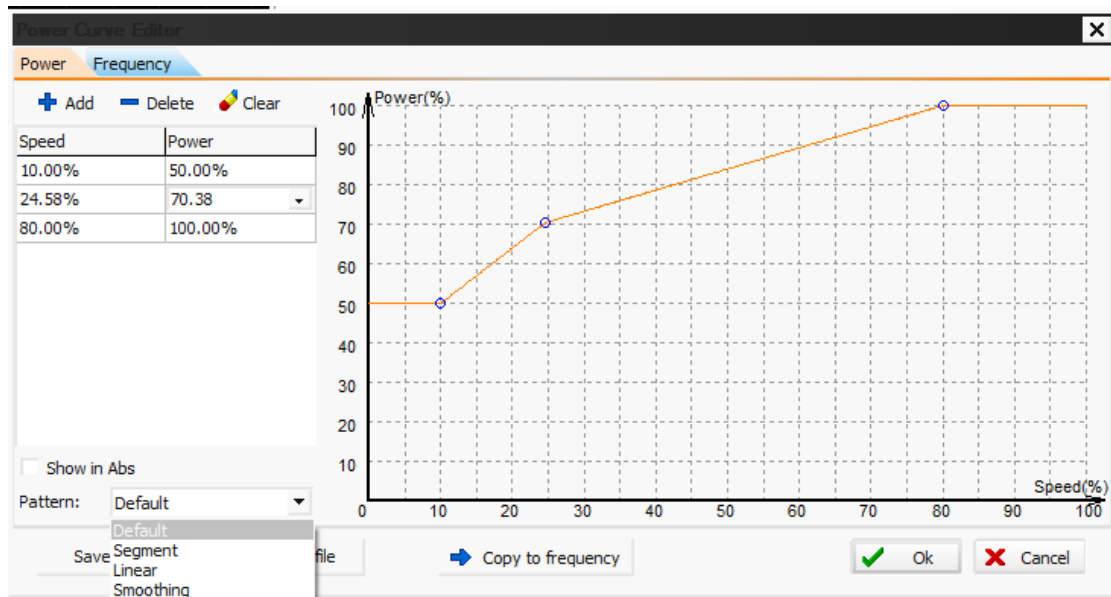 Power Curve Editor
Power Frequency
Add Delete Clear
Speed Power
10.00% 50.00%
24.58% 70.38
80.00% 100.00%
Show in Abs
Pattern: Default
Default
Segment
Linear
Smoothing
Save
file
Power(%)
100
90
80
70
60
50
40
30
20
10
Speed(%)
0 10 20 30 40 50 60 70 80 90 100
Copy to frequency
Ok
Cancel